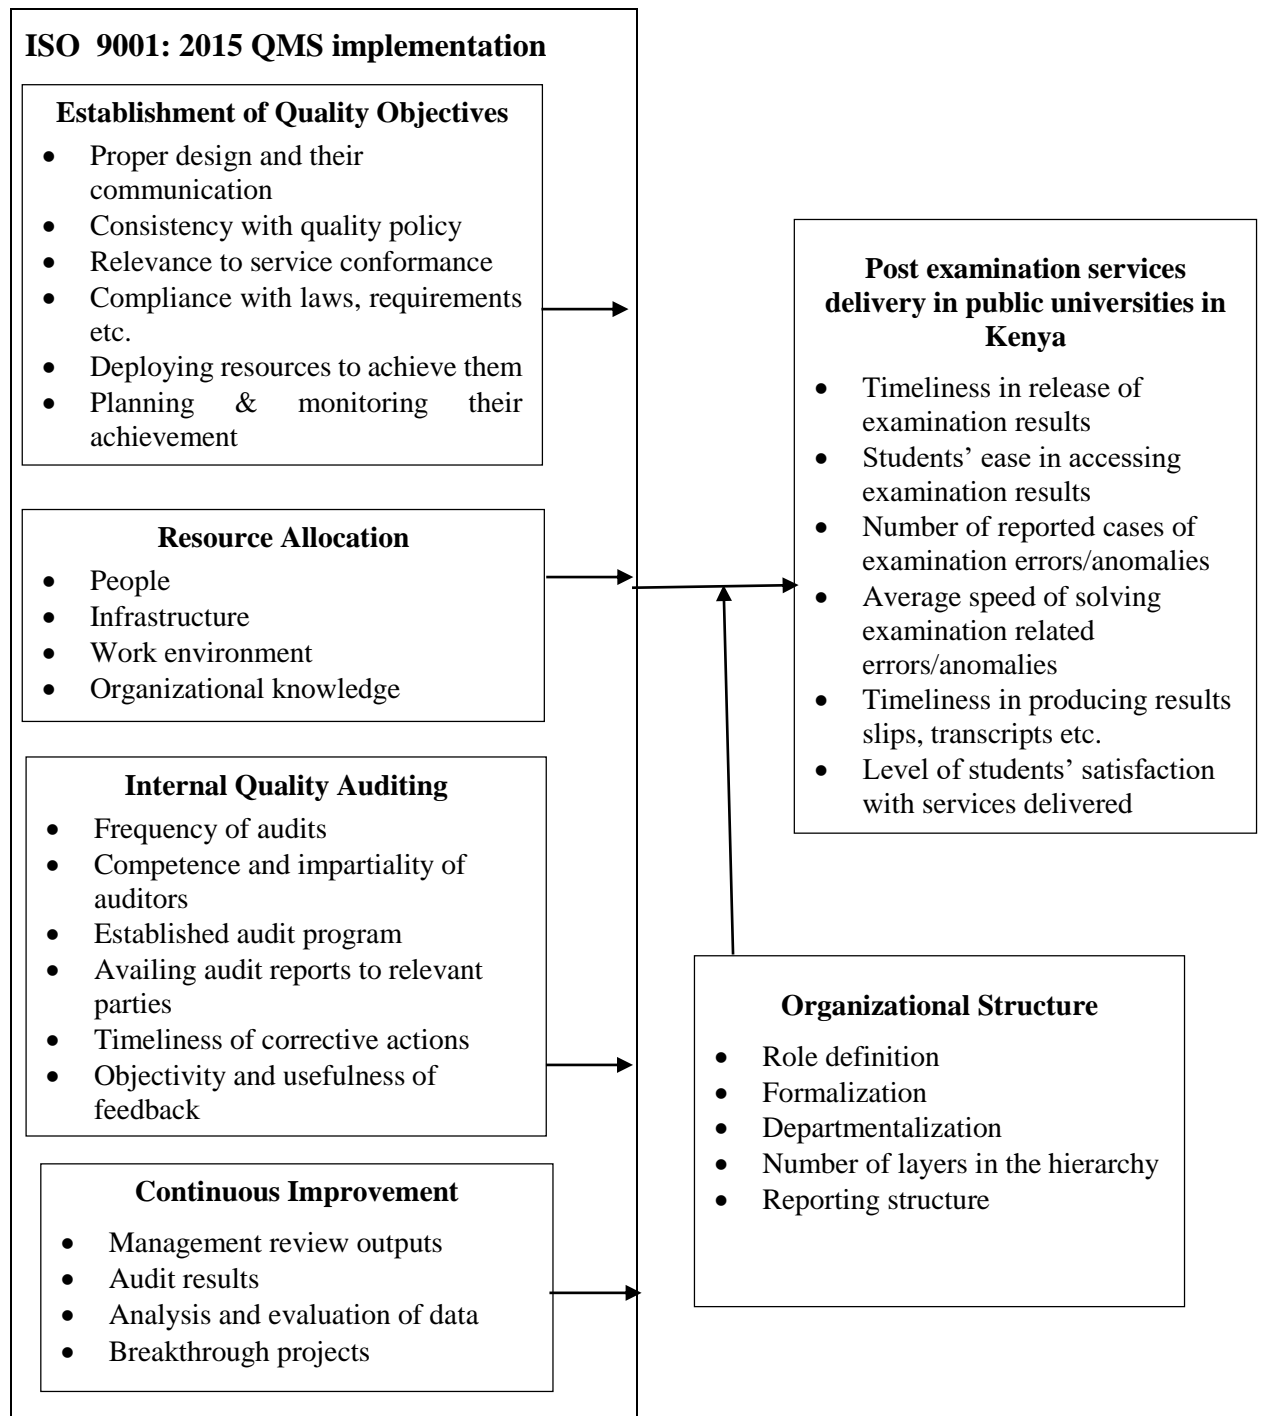 ISO 9001: 2015 QMS implementation
Establishment of Quality Objectives
• Proper design and their
communication
• Consistency with quality policy
• Relevance to service conformance
• Compliance with laws, requirements
etc.
• Deploying resources to achieve them
• Planning & monitoring their
achievement
Resource Allocation
• People
• Infrastructure
• Work environment
• Organizational knowledge
Internal Quality Auditing
• Frequency of audits
• Competence and impartiality of
auditors
• Established audit program
• Availing audit reports to relevant
parties
• Timeliness of corrective actions
• Objectivity and usefulness of
feedback
Continuous Improvement
• Management review outputs
• Audit results
• Analysis and evaluation of data
• Breakthrough projects
Post examination services
delivery in public universities in
Kenya
• Timeliness in release of
examination results
• Students’ ease in accessing
examination results
• Number of reported cases of
examination errors/anomalies
• Average speed of solving
examination related
errors/anomalies
• Timeliness in producing results
slips, transcripts etc.
• Level of students’ satisfaction
with services delivered
Organizational Structure
• Role definition
• Formalization
• Departmentalization
• Number of layers in the hierarchy
• Reporting structure